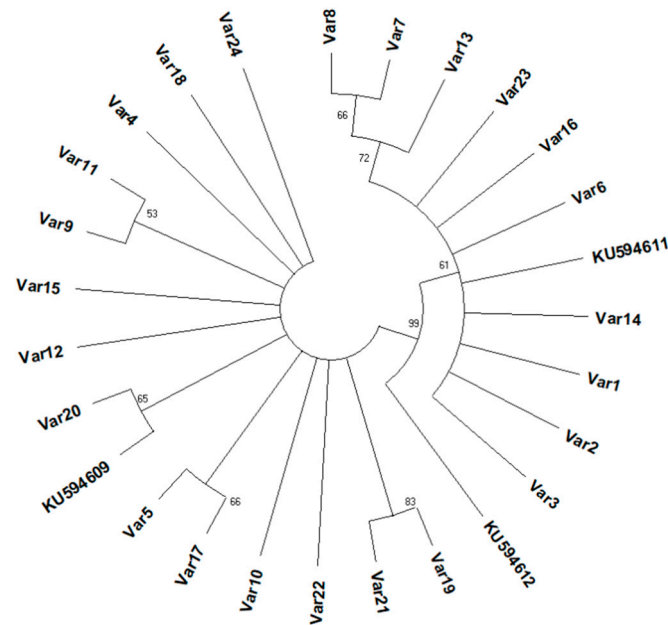 Var8
Var7
Var13
Var23
Var16
Var6
KU594611
Var14
Var1
Var2
Var3
KU594612
Var19
Var21
Var22
Var10
Var17
Var5
KU594609
Var20
Var12
Var15
Var9
Var11
Var4
Var18
Var24
66
72
61
99
83
66
65
53